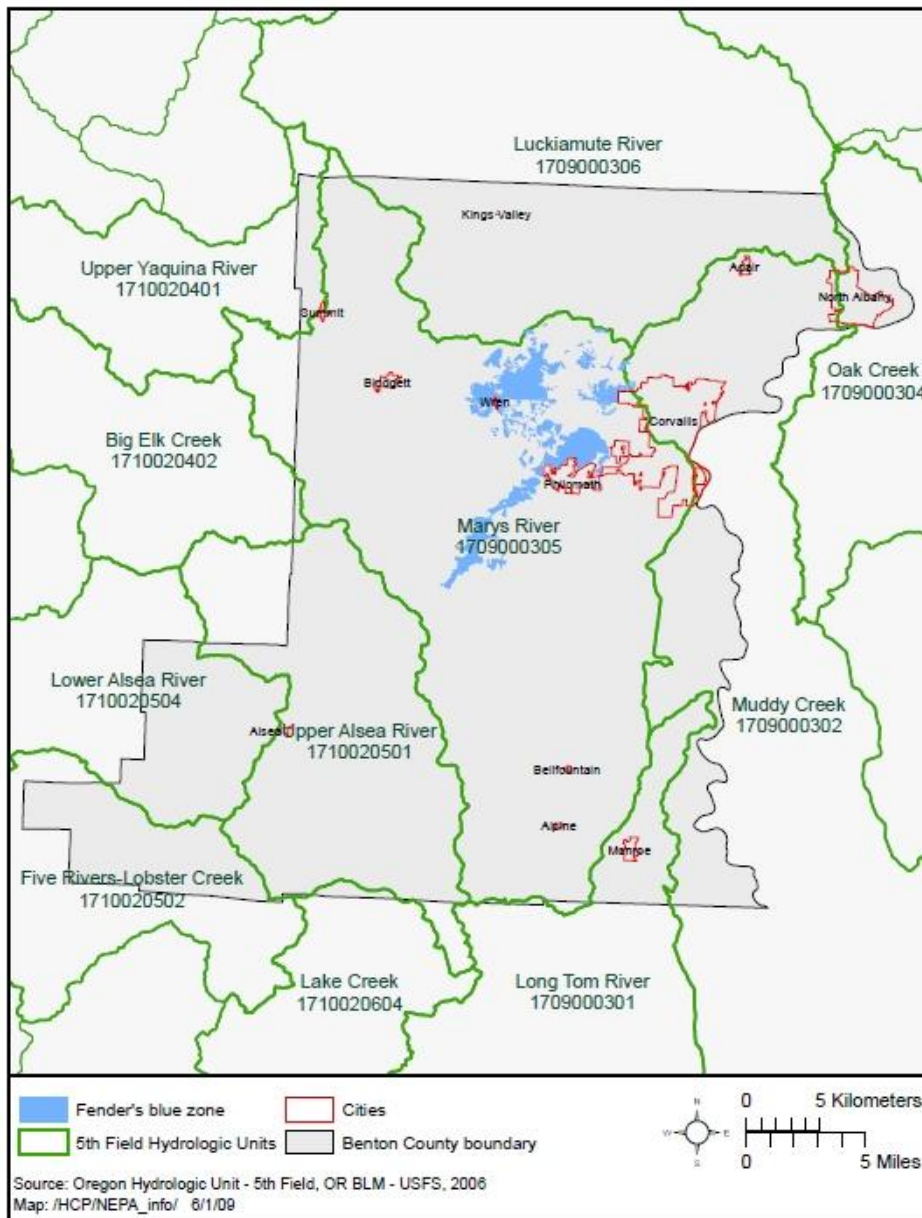 Luckiamute River
1709000306
Kings-Valley
Upper Yaquina River
1710020401
Adair
North Albany
Summit
Oak Creek
1709000304
Blodgett
Wren
Corvallis
Big Elk Creek
1710020402
Philomath
Marys River
1709000305
Lower Alsea River
1710020504
Muddy Creek
1709000302
Alsea
Upper Alsea River
1710020501
Bellfountain
Alpine
Monroe
Five Rivers-Lobster Creek
1710020502
Lake Creek
1710020604
Long Tom River
1709000301
Fender's blue zone
Cities
5th Field Hydrologic Units
Benton County boundary
N
W
E
S
0 5 Kilometers
0 5 Miles
Source: Oregon Hydrologic Unit - 5th Field, OR BLM - USFS, 2006
Map: /HCP/NEPA_info/ 6/1/09